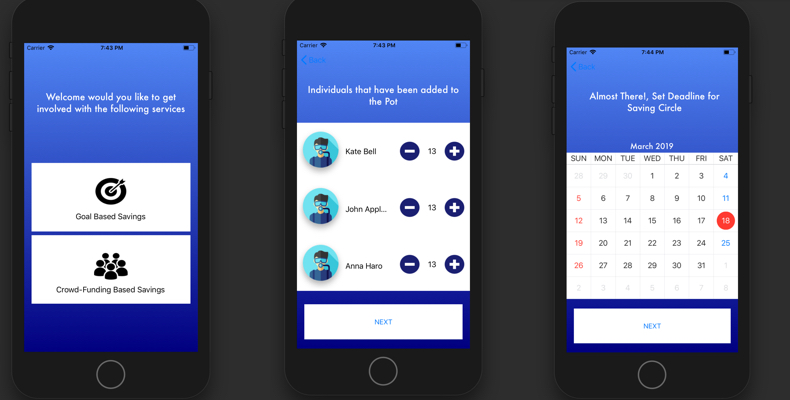 Carrier 7:43 PM
Welcome would you like to get
involved with the following services
Goal Based Savings
Crowd-Funding Based Savings
Carrier 7:43 PM
Back
Individuals that have been added to
the Pot
Kate Bell 13
John Appl... 13
Anna Haro 13
NEXT
Carrier 7:44 PM
Back
Almost There!, Set Deadline for
Saving Circle
March 2019
SUN MON TUE WED THU FRI SAT
28 29 30 1 2 3 4
5 6 7 8 9 10 11
12 13 14 15 16 17 18
19 20 21 22 23 24 25
26 27 28 29 30 31 1
2 3 4 5 6 7 8
NEXT